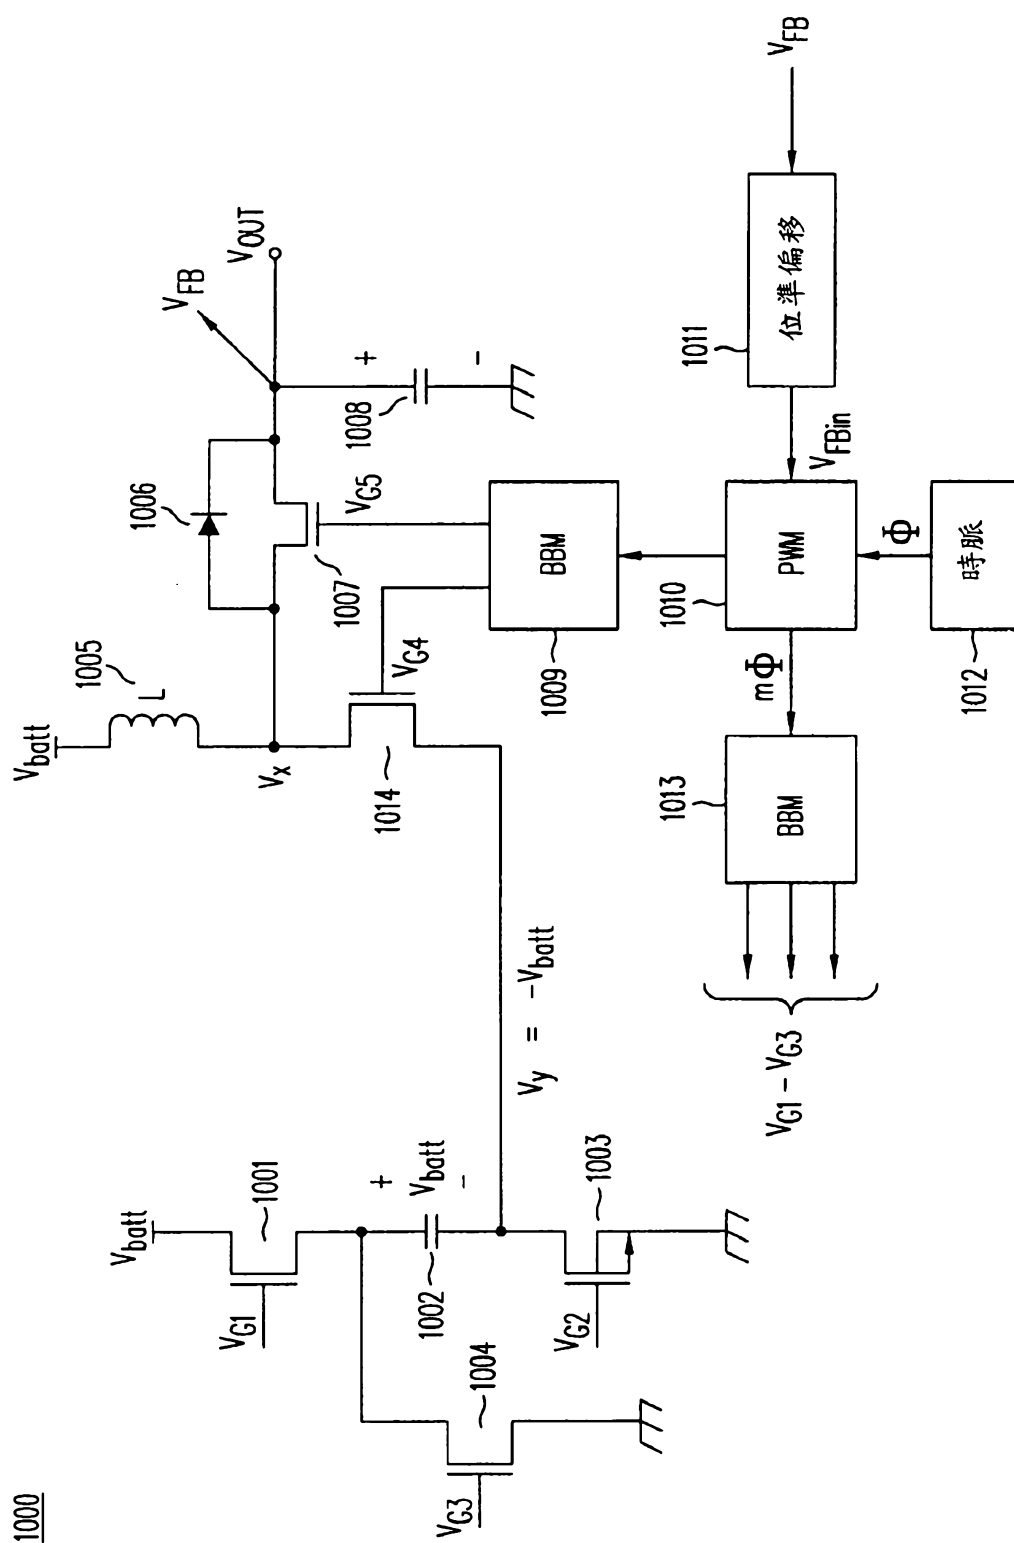 1000
V_batt
V_G1
1001
+
V_batt
-
1002
V_G3
1004
V_G2
1003
V_y = -V_batt
V_batt
1005
L
V_x
1014
V_G4
1006
1007
V_G5
V_FB
V_OUT
+
-
1008
BBM
1009
V_G1 - V_G3
BBM
1013
mΦ
PWM
1010
V_FBin
位準偏移
1011
V_FB
Φ
時脈
1012